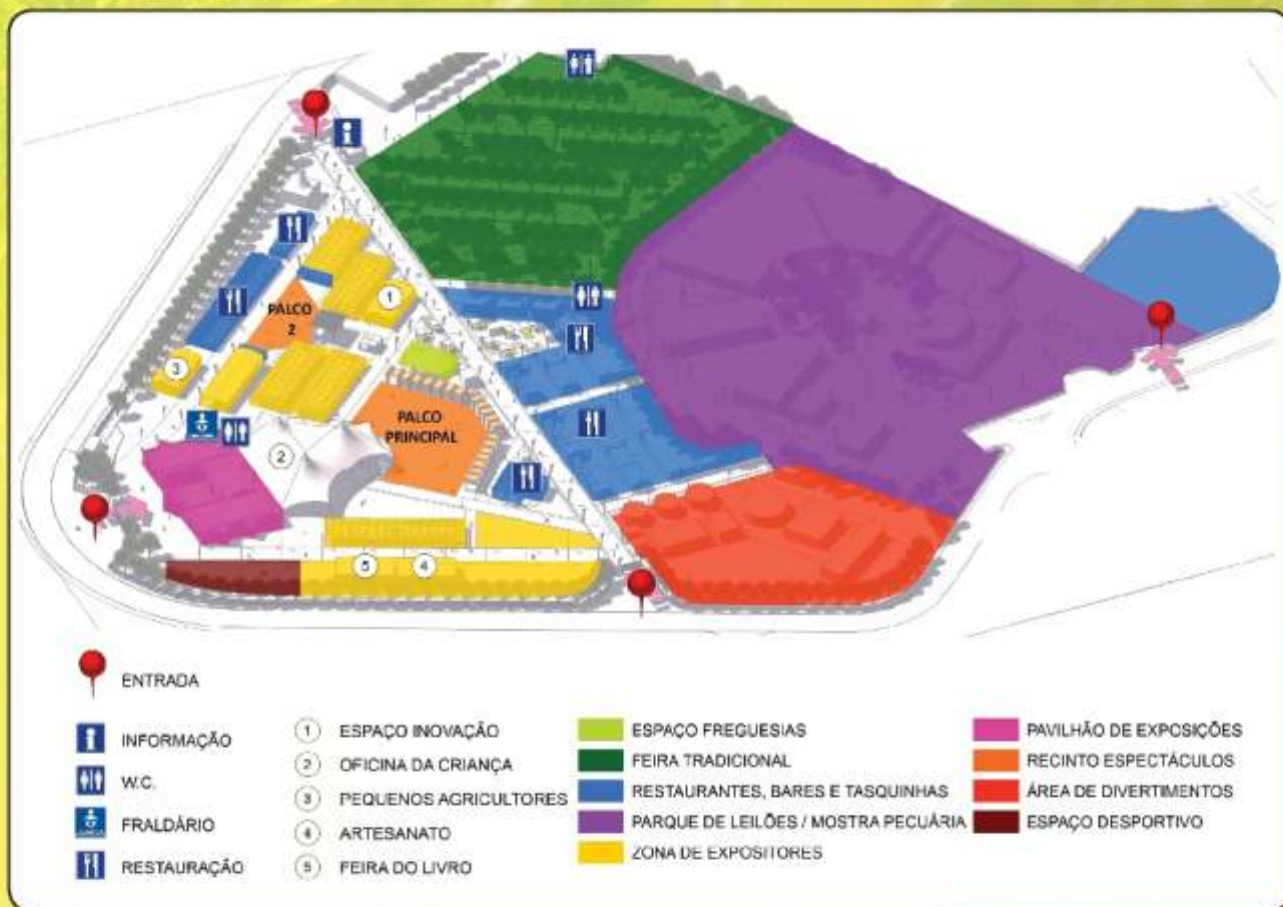 1
PALCO
2
3
PALCO
PRINCIPAL
2
5
4
ENTRADA
INFORMAÇÃO
W.C.
FRALDÁRIO
RESTAURAÇÃO
1 ESPAÇO INOVAÇÃO
2 OFICINA DA CRIANÇA
3 PEQUENOS AGRICULTORES
4 ARTESANATO
5 FEIRA DO LIVRO
ESPAÇO FREGUESIAS
FEIRA TRADICIONAL
RESTAURANTES, BARES E TASQUINHAS
PARQUE DE LEILÕES / MOSTRA PECUÁRIA
ZONA DE EXPOSITORES
PAVILHÃO DE EXPOSIÇÕES
RECINTO ESPECTÁCULOS
ÁREA DE DIVERTIMENTOS
ESPAÇO DESPORTIVO